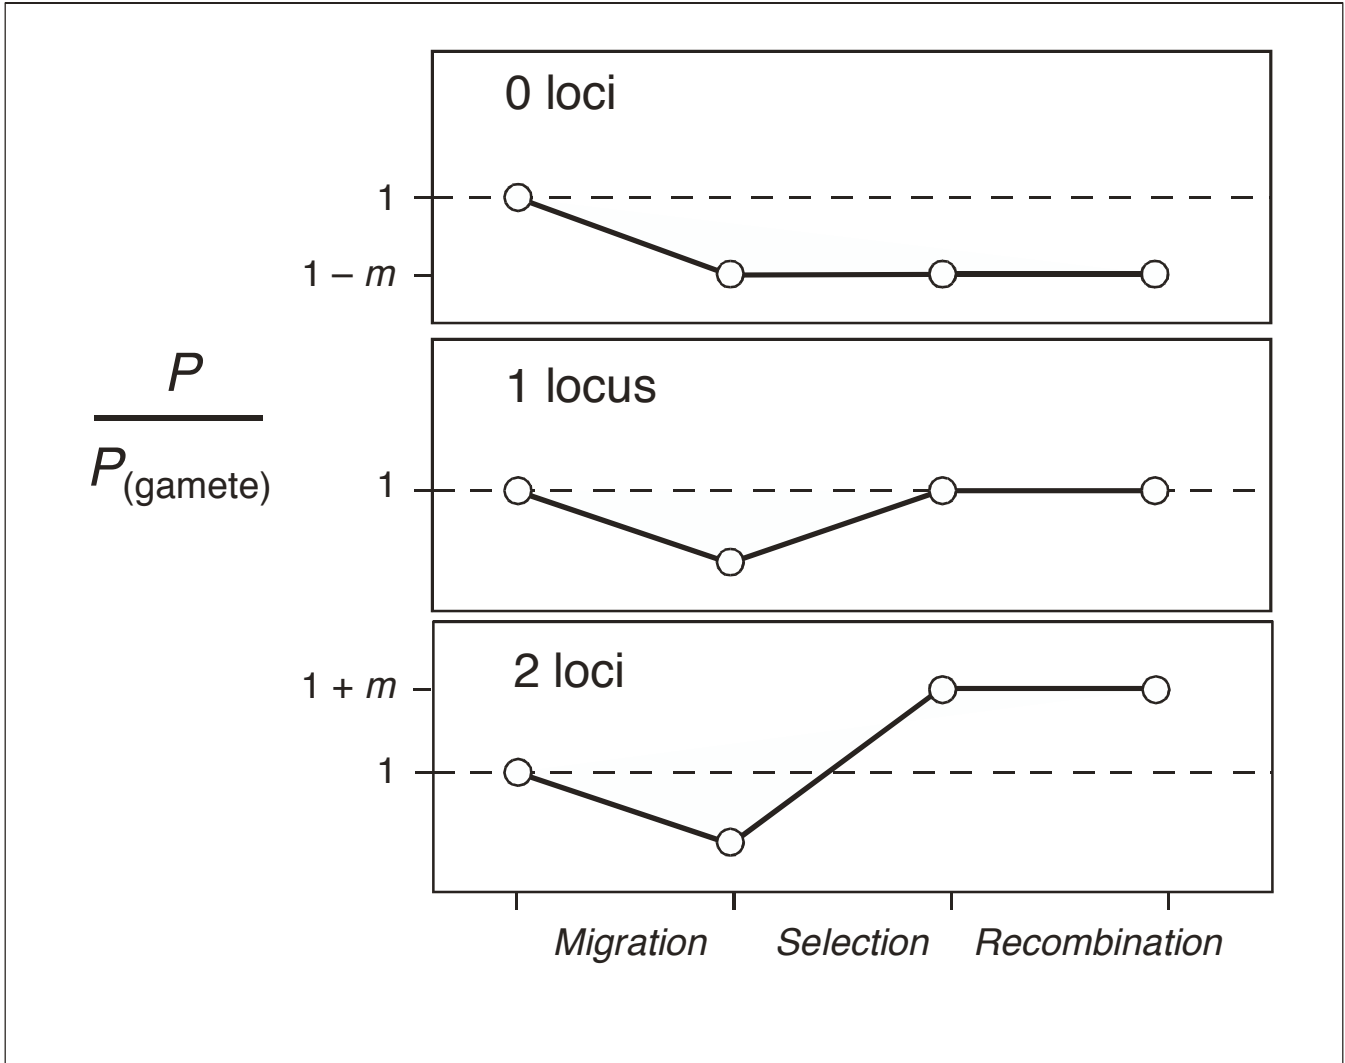 0 loci
1
1 – m
P
P(gamete)
1 locus
1
2 loci
1 + m
1
Migration Selection Recombination